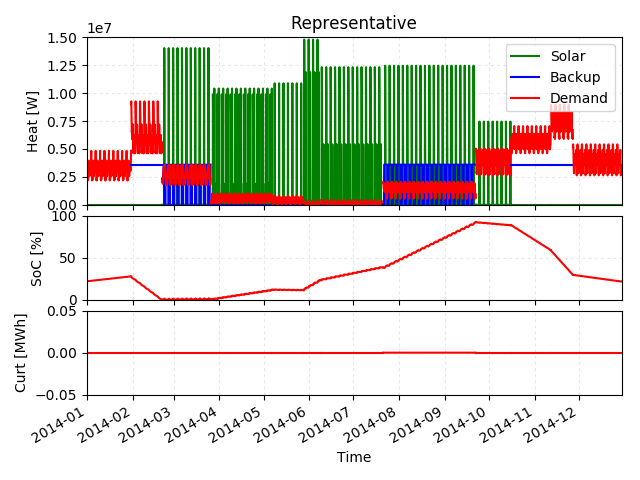 Representative
1e7
1.50
1.25
1.00
0.75
0.50
0.25
0.00
Heat [W]
Solar
Backup
Demand
100
50
0
SoC [%]
0.05
0.00
−0.05
Curt [MWh]
2014-01
2014-02
2014-03
2014-04
2014-05
2014-06
2014-07
2014-08
2014-09
2014-10
2014-11
2014-12
Time